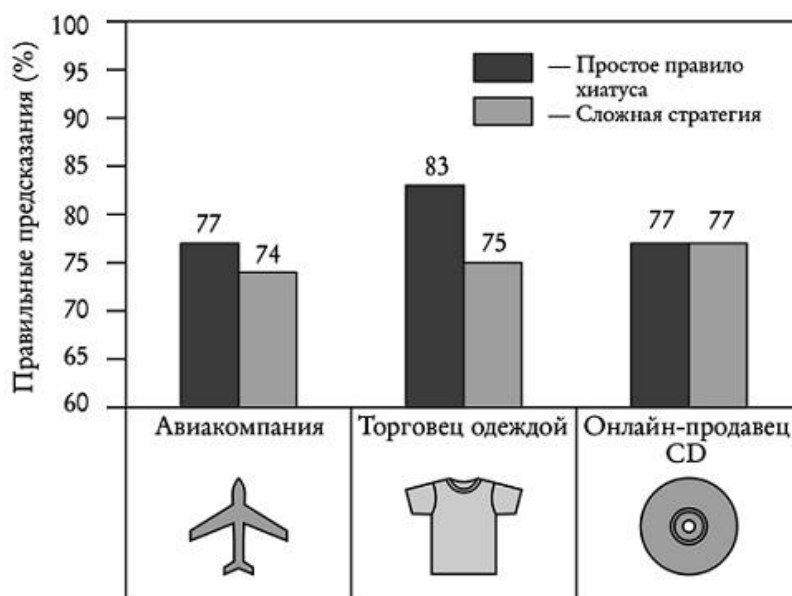 Правильные предсказания (%)
100
95
90
85
80
75
70
65
60
— Простое правило
хиатуса
— Сложная стратегия
77
74
83
75
77
77
Авиакомпания
Торговец одеждой
Онлайн-продавец
CD